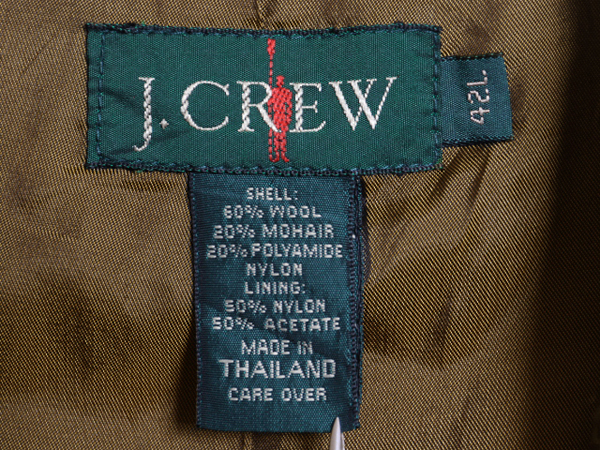 J.CREW
42L
SHELL:
60% WOOL
20% MOHAIR
20% POLYAMIDE
NYLON
LINING:
50% NYLON
50% ACETATE
MADE IN
THAILAND
CARE OVER